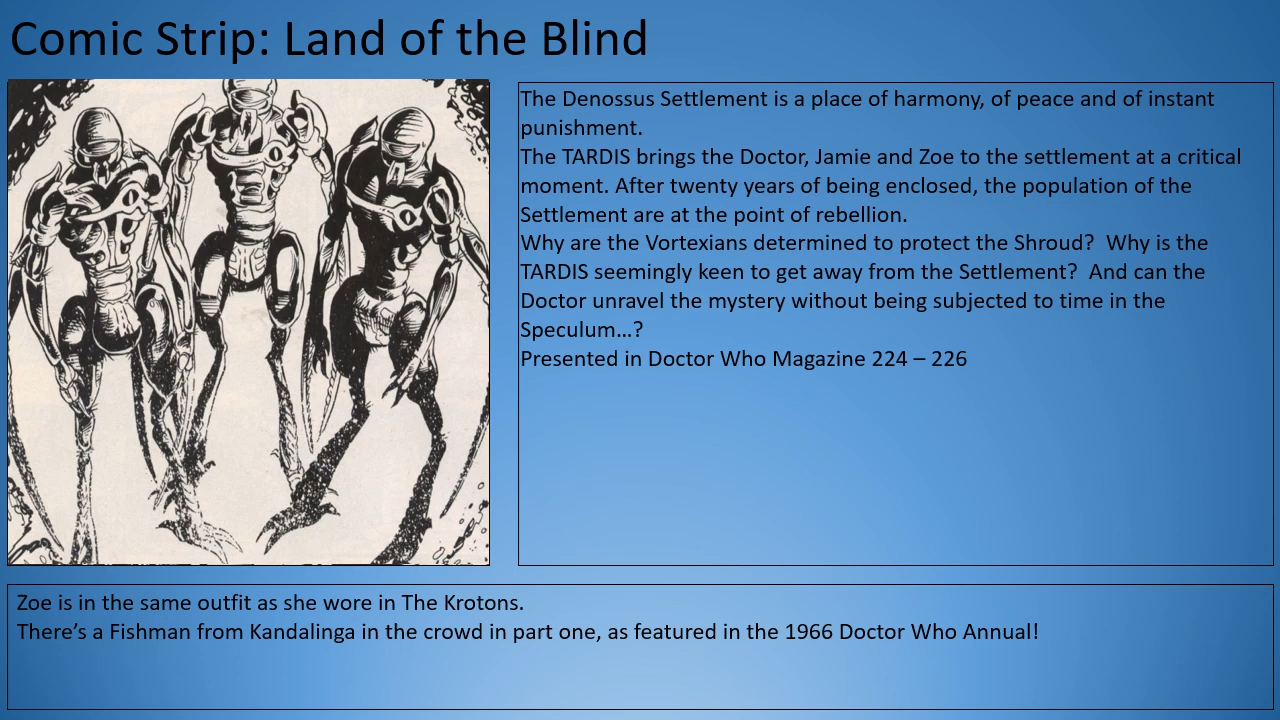 Comic Strip: Land of the Blind
The Denossus Settlement is a place of harmony, of peace and of instant
punishment.
The TARDIS brings the Doctor, Jamie and Zoe to the settlement at a critical
moment. After twenty years of being enclosed, the population of the
Settlement are at the point of rebellion.
Why are the Vortexians determined to protect the Shroud?  Why is the
TARDIS seemingly keen to get away from the Settlement?  And can the
Doctor unravel the mystery without being subjected to time in the
Speculum…?
Presented in Doctor Who Magazine 224 – 226
Zoe is in the same outfit as she wore in The Krotons.
There’s a Fishman from Kandalinga in the crowd in part one, as featured in the 1966 Doctor Who Annual!